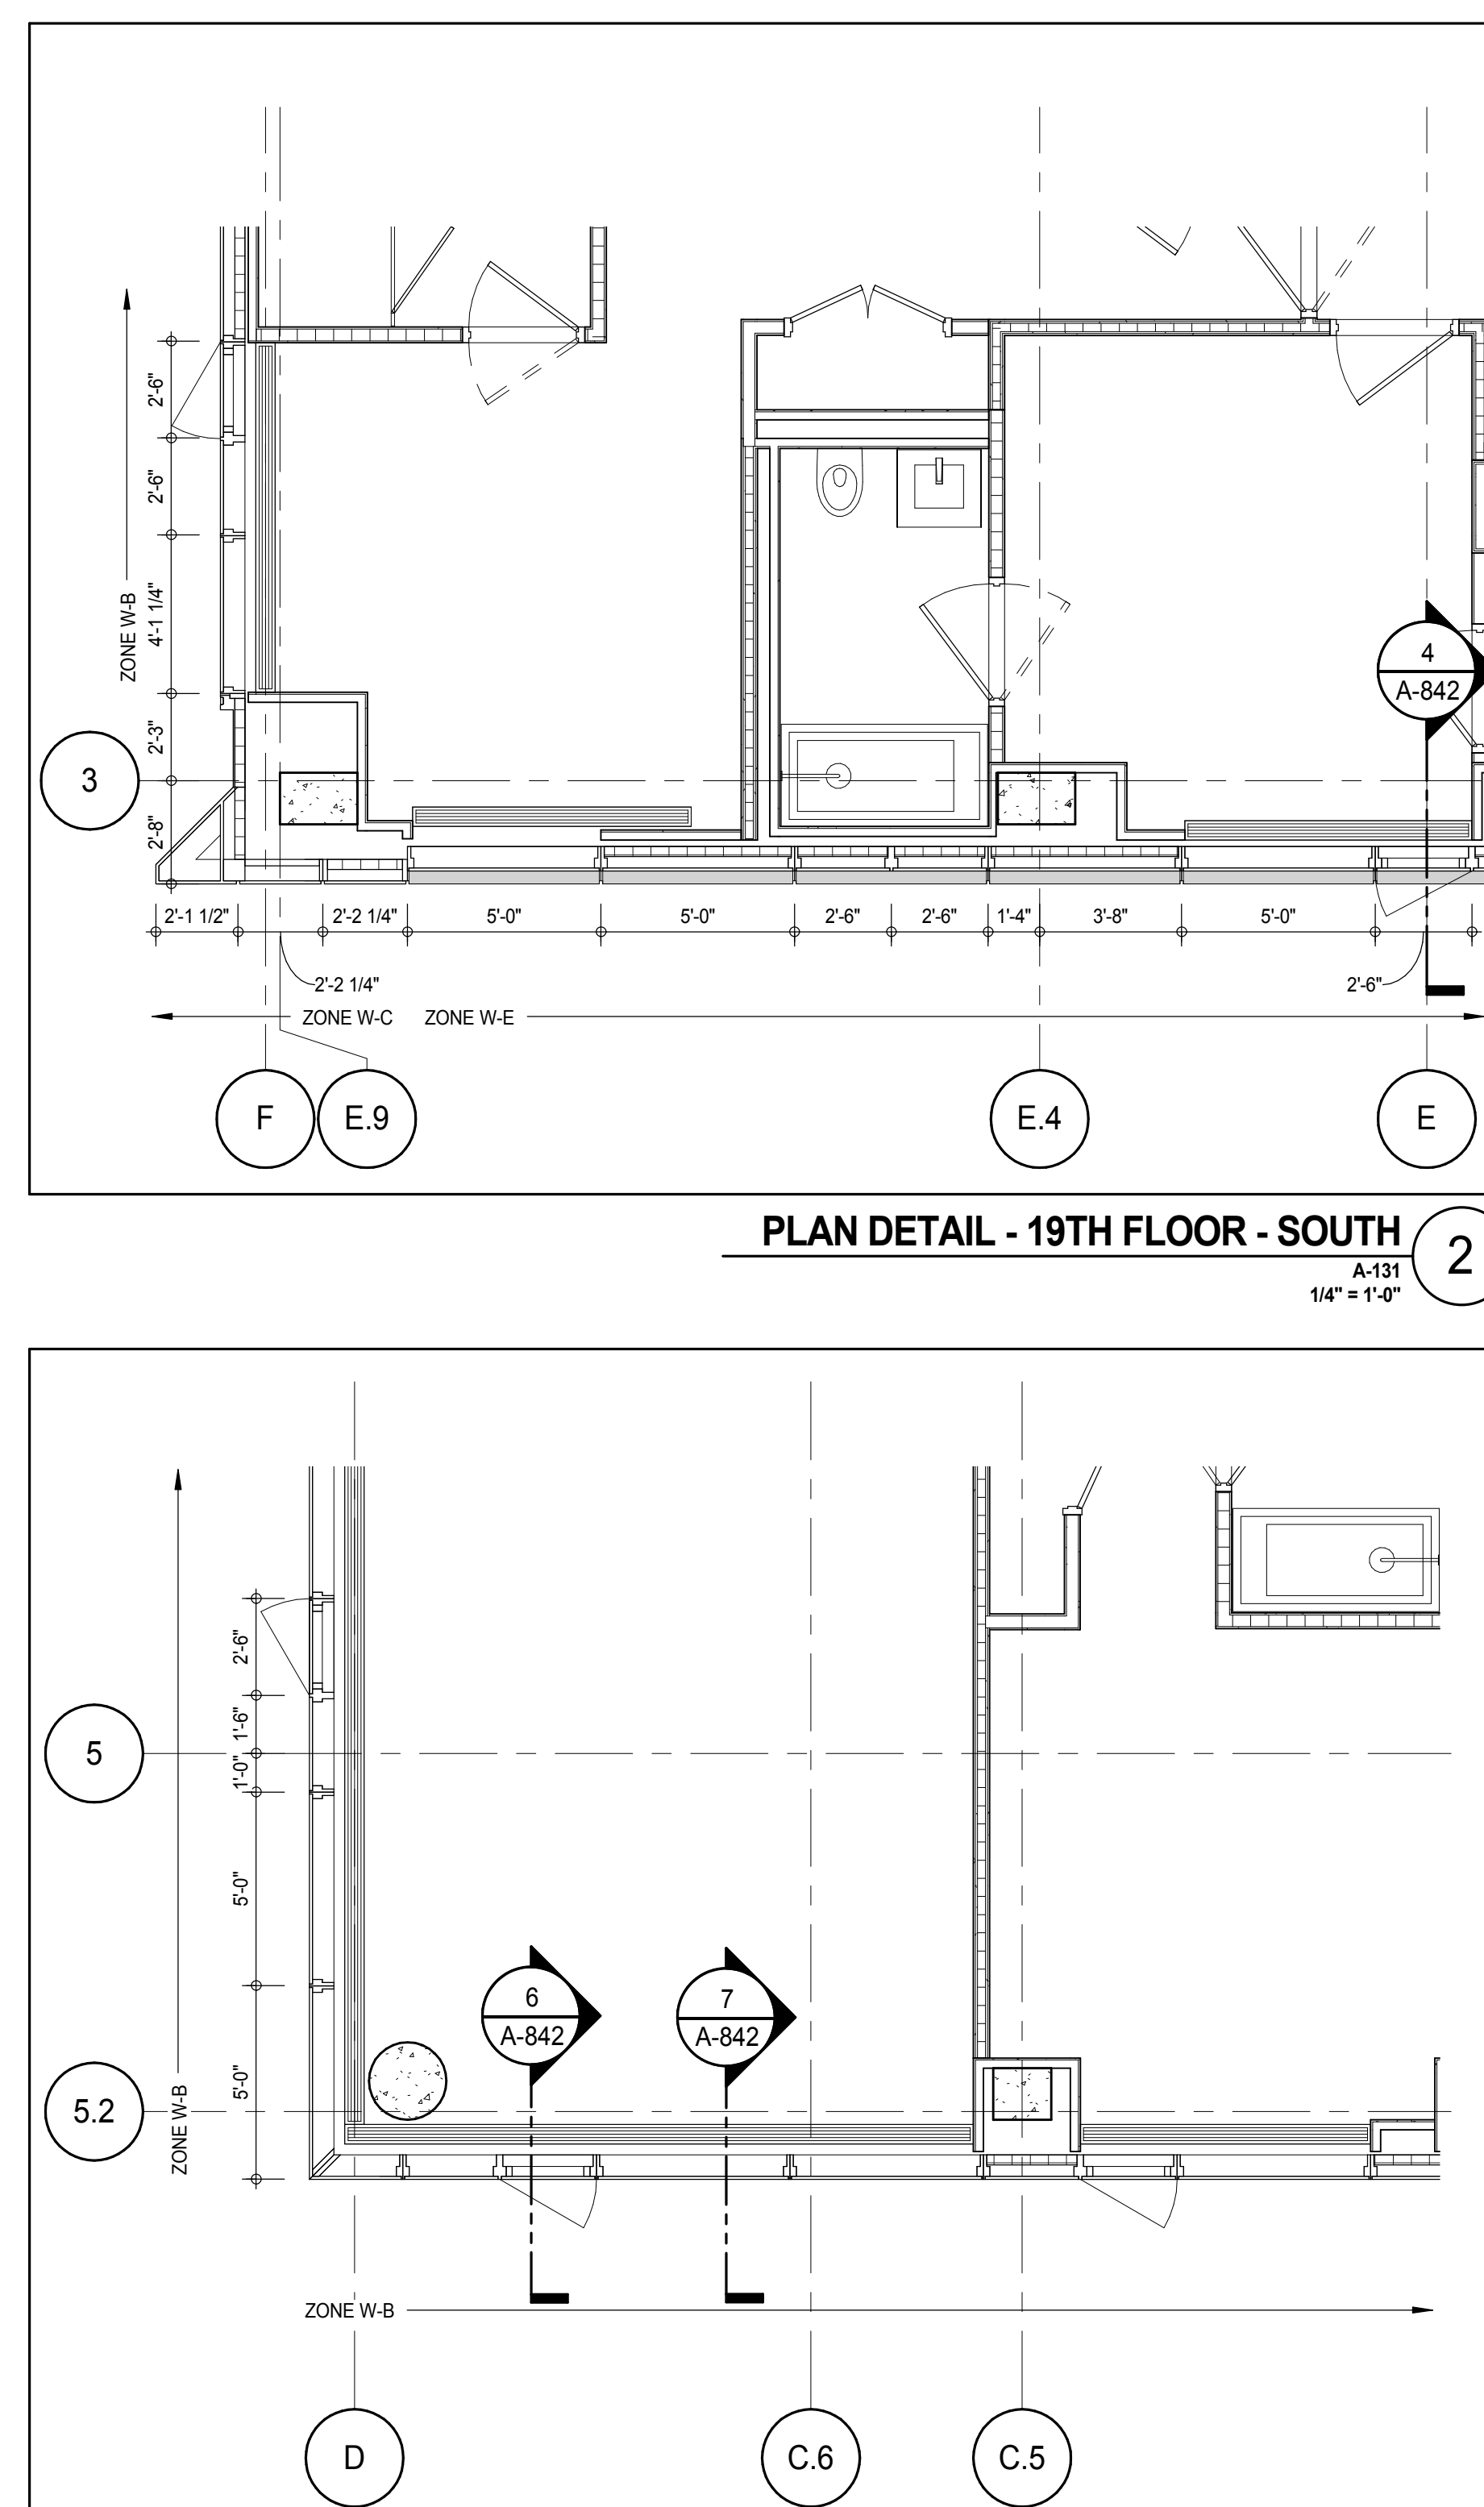 2'-6"
2'-6"
ZONE W-B
4'-1 1/4"
4
A-842
2'-3"
3
2'-8"
2'-1 1/2"
2'-2 1/4"
5'-0"
5'-0"
2'-6"
2'-6"
1'-4"
3'-8"
5'-0"
2'-2 1/4"
2'-6"
ZONE W-C
ZONE W-E
F
E.9
E.4
E
PLAN DETAIL - 19TH FLOOR - SOUTH
2
A-131
1/4" = 1'-0"
2'-6"
1'-6"
5
1'-0"
5'-0"
6
A-842
7
A-842
5'-0"
5.2
ZONE W-B
ZONE W-B
D
C.6
C.5